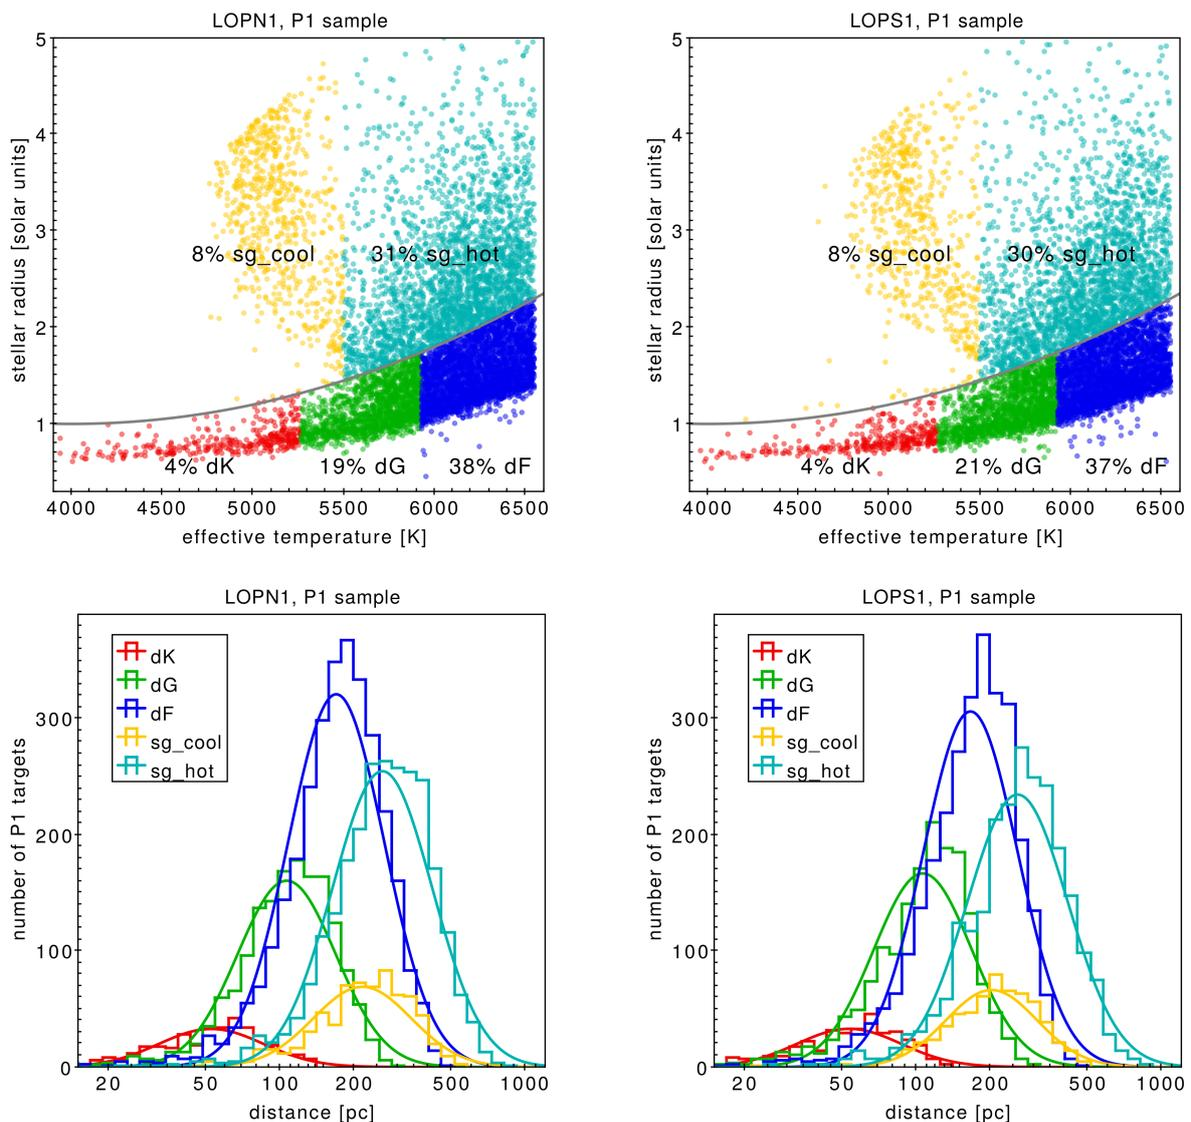 LOPN1, P1 sample
5
4
3
2
1
stellar radius [solar units]
8% sg_cool
31% sg_hot
4% dK
19% dG
38% dF
4000 4500 5000 5500 6000 6500
effective temperature [K]
LOPS1, P1 sample
5
4
3
2
1
stellar radius [solar units]
8% sg_cool
30% sg_hot
4% dK
21% dG
37% dF
4000 4500 5000 5500 6000 6500
effective temperature [K]
LOPN1, P1 sample
dK
dG
dF
sg_cool
sg_hot
300
200
100
0
number of P1 targets
20 50 100 200 500 1000
distance [pc]
LOPS1, P1 sample
dK
dG
dF
sg_cool
sg_hot
300
200
100
0
number of P1 targets
20 50 100 200 500 1000
distance [pc]